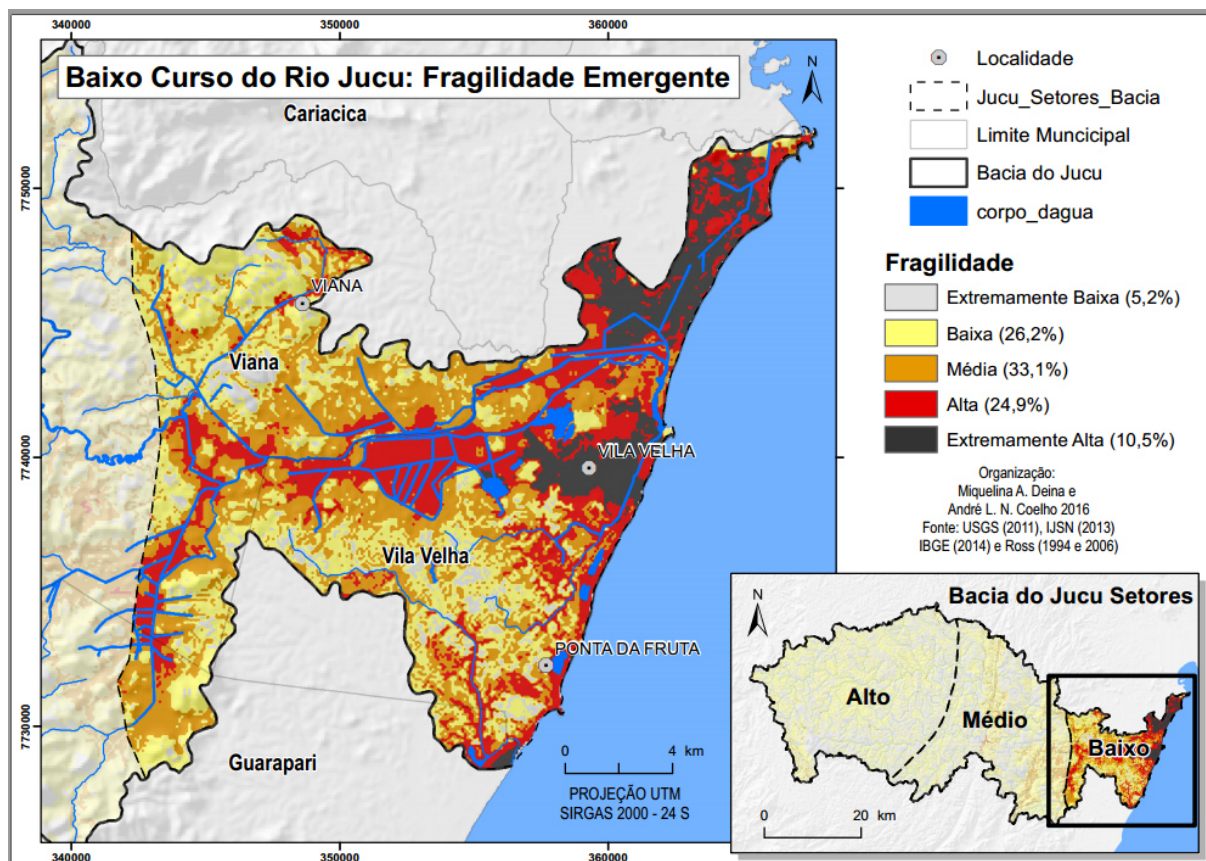 340000
350000
360000
Baixo Curso do Rio Jucu: Fragilidade Emergente
N
Cariacica
7750000
VIANA
Viana
7740000
VILA VELHA
Vila Velha
PONTA DA FRUTA
7730000
Guarapari
0 4 km
PROJEÇÃO UTM
SIRGAS 2000 - 24 S
340000
350000
360000
Localidade
Jucu_Setores_Bacia
Limite Muncicipal
Bacia do Jucu
corpo_dagua
Fragilidade
Extremamente Baixa (5,2%)
Baixa (26,2%)
Média (33,1%)
Alta (24,9%)
Extremamente Alta (10,5%)
Organização:
Miquelina A. Deina e
André L. N. Coelho 2016
Fonte: USGS (2011), IJSN (2013)
IBGE (2014) e Ross (1994 e 2006)
N
Bacia do Jucu Setores
Alto
Médio
Baixo
0 20 km